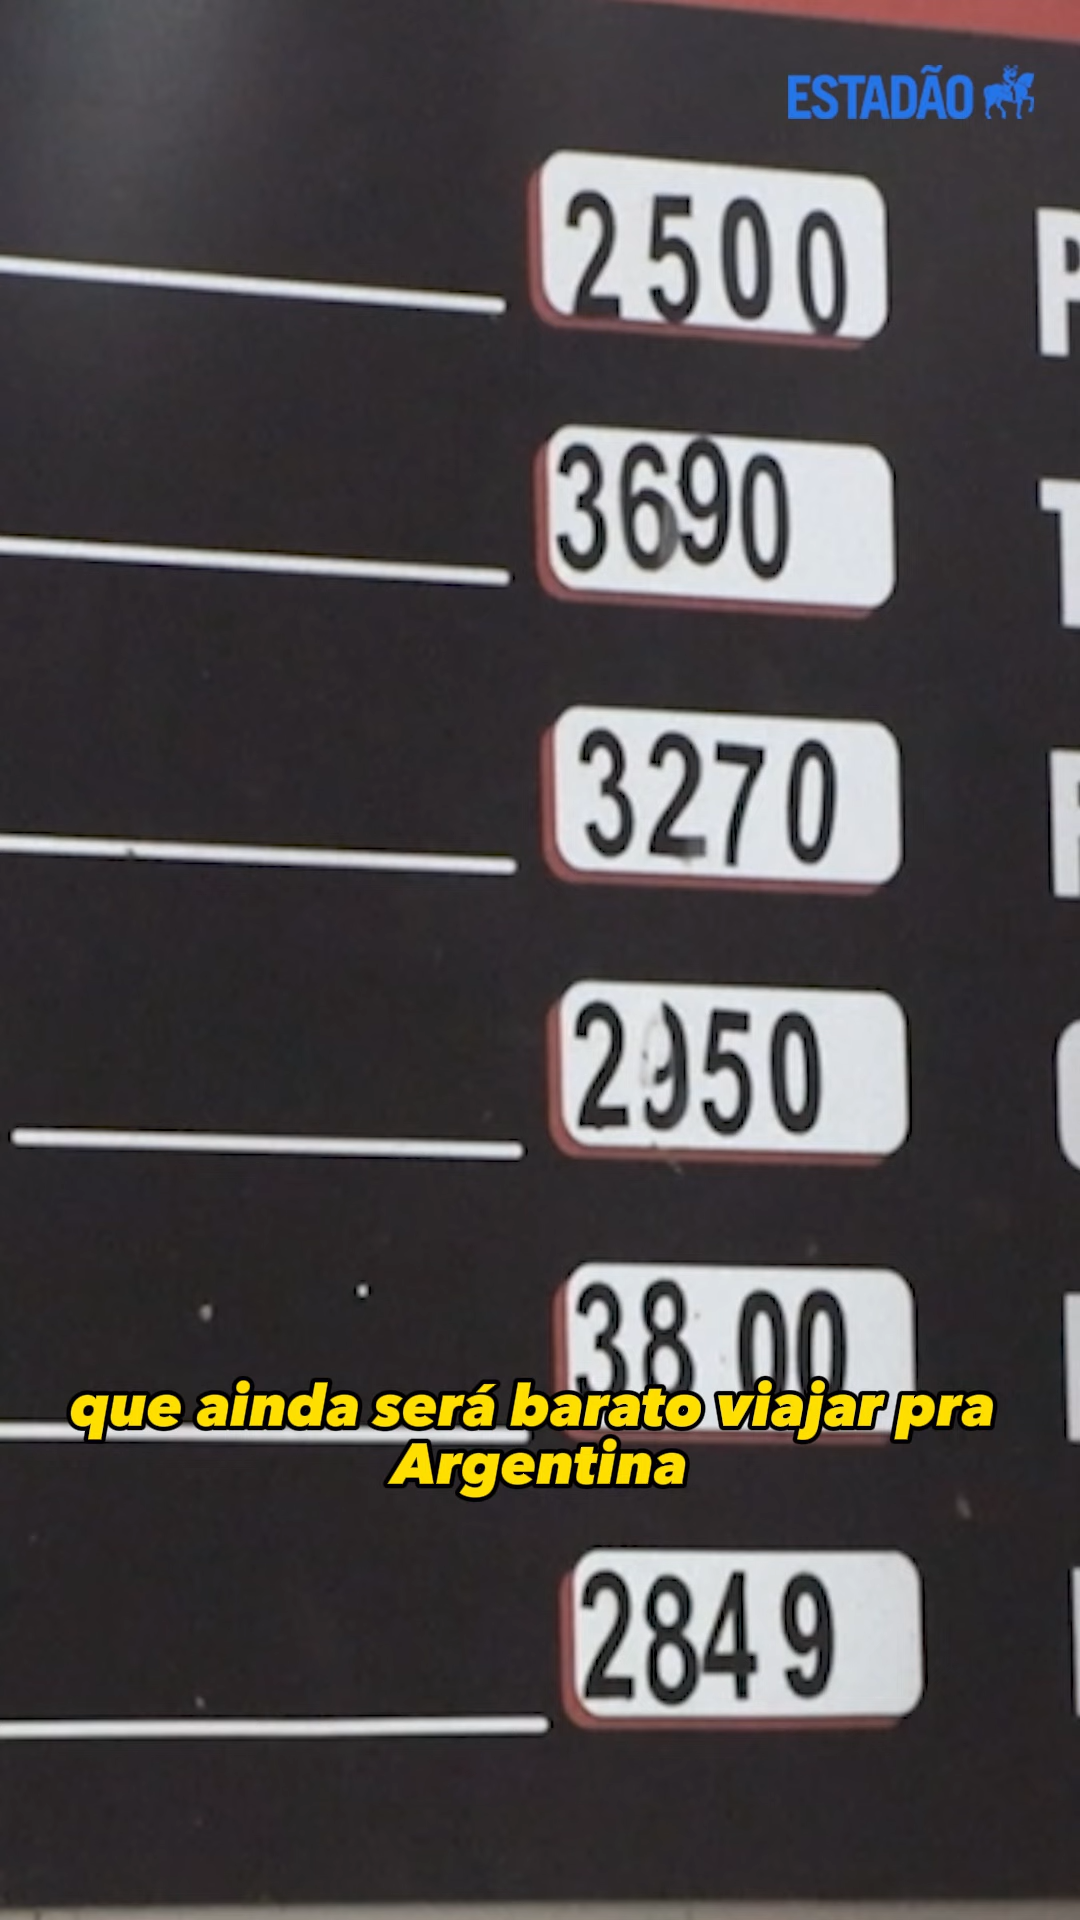 ESTADÃO
2500
P
3690
T
3270
2950
38 00
que ainda será barato viajar pra
Argentina
2849